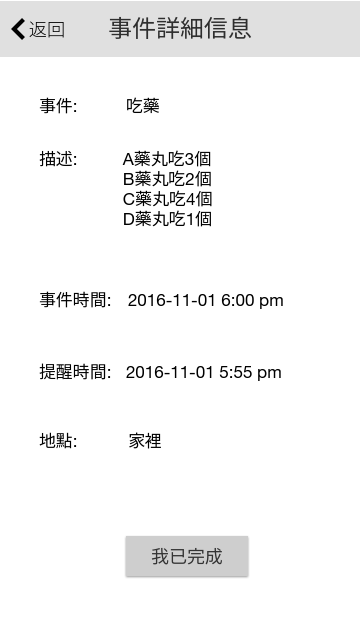 返回 事件詳細信息
事件: 吃藥
描述: A藥丸吃3個
B藥丸吃2個
C藥丸吃4個
D藥丸吃1個
事件時間: 2016-11-01 6:00 pm
提醒時間: 2016-11-01 5:55 pm
地點: 家裡
我已完成